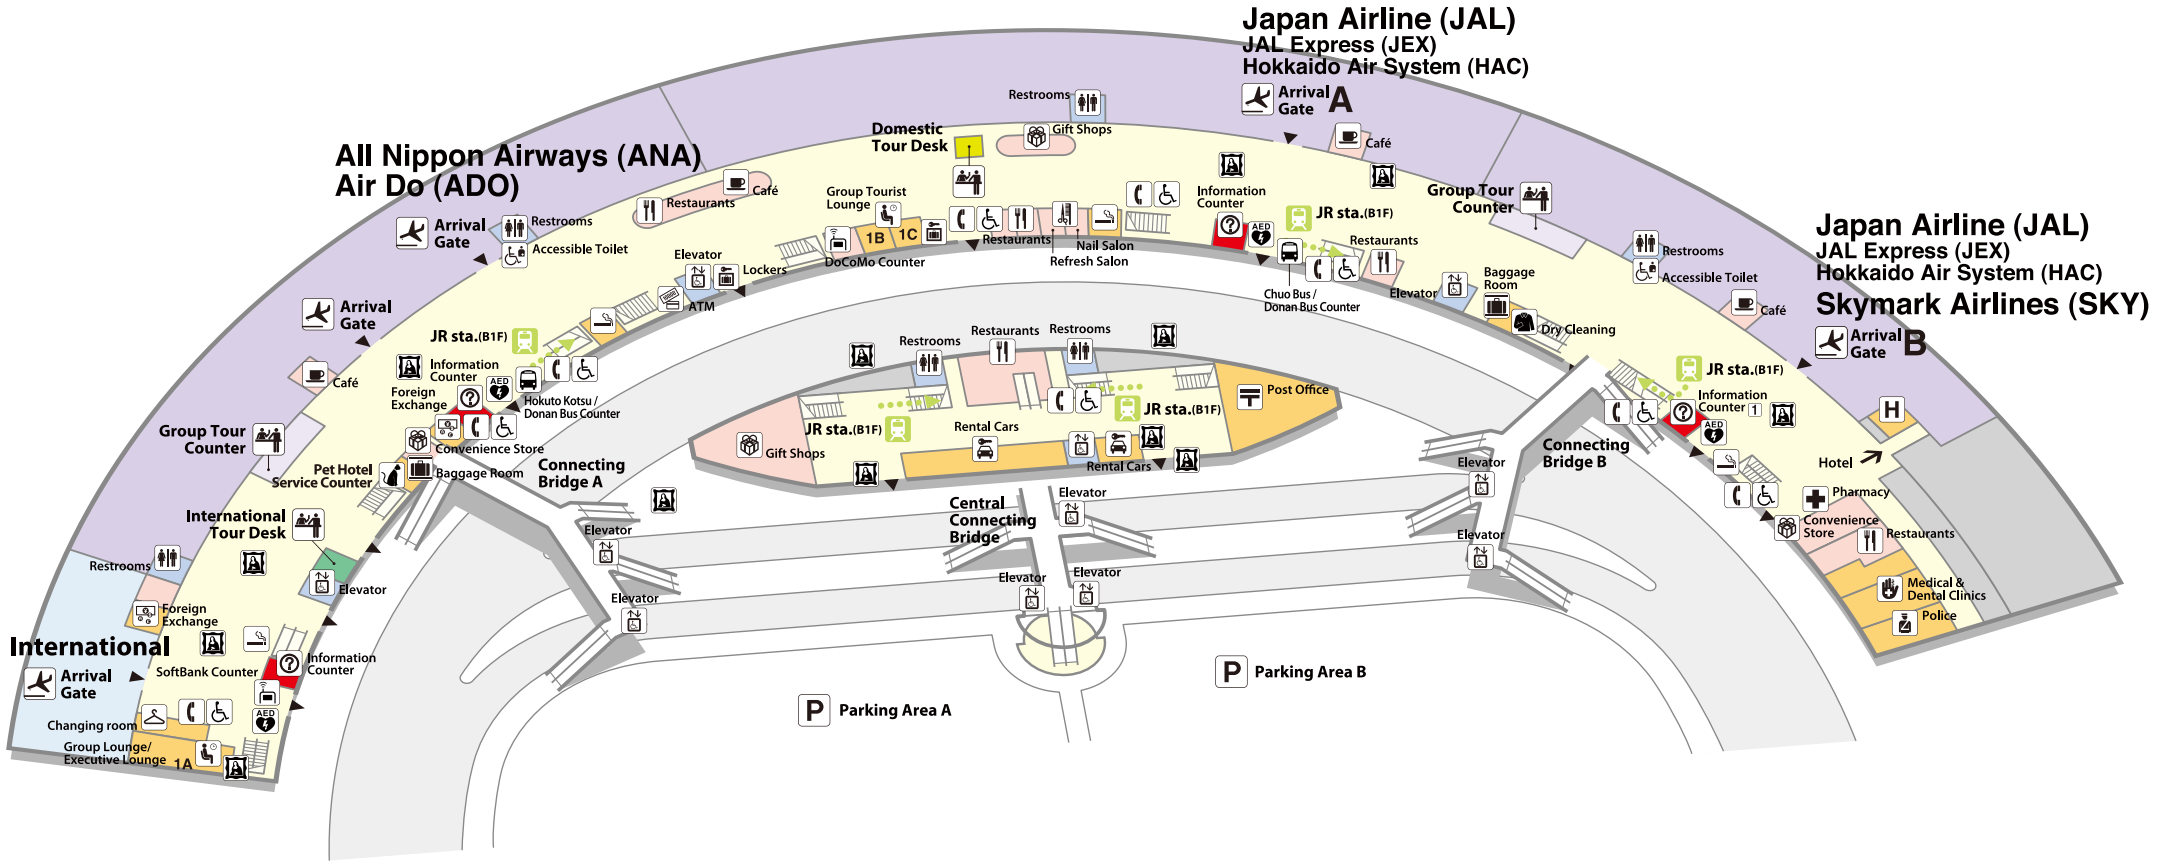 Japan Airline (JAL)
JAL Express (JEX)
Hokkaido Air System (HAC)
Arrival
Gate
A
Restrooms
Gift Shops
Domestic
Tour Desk
Café
All Nippon Airways (ANA)
Air Do (ADO)
Arrival
Gate
Restrooms
Accessible Toilet
Restaurants
Café
Group Tourist
Lounge
1B
1C
DoCoMo Counter
Restaurants
Nail Salon
Refresh Salon
Information
Counter
AED
JR sta.(B1F)
Chuo Bus /
Donan Bus Counter
Restaurants
Group Tour
Counter
Elevator
Baggage
Room
Dry Cleaning
Restrooms
Accessible Toilet
Café
Japan Airline (JAL)
JAL Express (JEX)
Hokkaido Air System (HAC)
Skymark Airlines (SKY)
Arrival
Gate
B
Elevator
Lockers
ATM
Arrival
Gate
Café
JR sta.(B1F)
Information
Counter
AED
Foreign
Exchange
Hokuto Kotsu /
Donan Bus Counter
Convenience Store
Baggage Room
Group Tour
Counter
Pet Hotel
Service Counter
International
Tour Desk
Elevator
Restrooms
Foreign
Exchange
International
Arrival
Gate
SoftBank Counter
Information
Counter
AED
Changing room
Group Lounge/
Executive Lounge
1A
Connecting
Bridge A
Elevator
Elevator
Restrooms
Restaurants
Restrooms
Post Office
JR sta.(B1F)
JR sta.(B1F)
Gift Shops
Rental Cars
Rental Cars
Central
Connecting
Bridge
Elevator
Elevator
Elevator
Connecting
Bridge B
Elevator
Elevator
JR sta.(B1F)
Information
Counter 1
AED
H
Hotel
Pharmacy
Convenience
Store
Restaurants
Medical &
Dental Clinics
Police
P
Parking Area A
P
Parking Area B